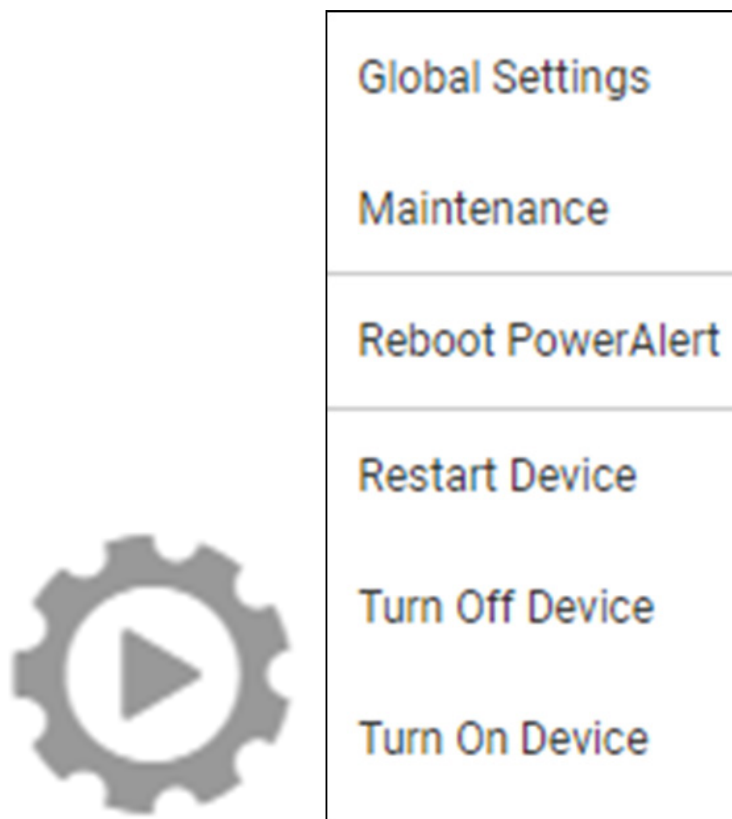 Global Settings
Maintenance
Reboot PowerAlert
Restart Device
Turn Off Device
Turn On Device